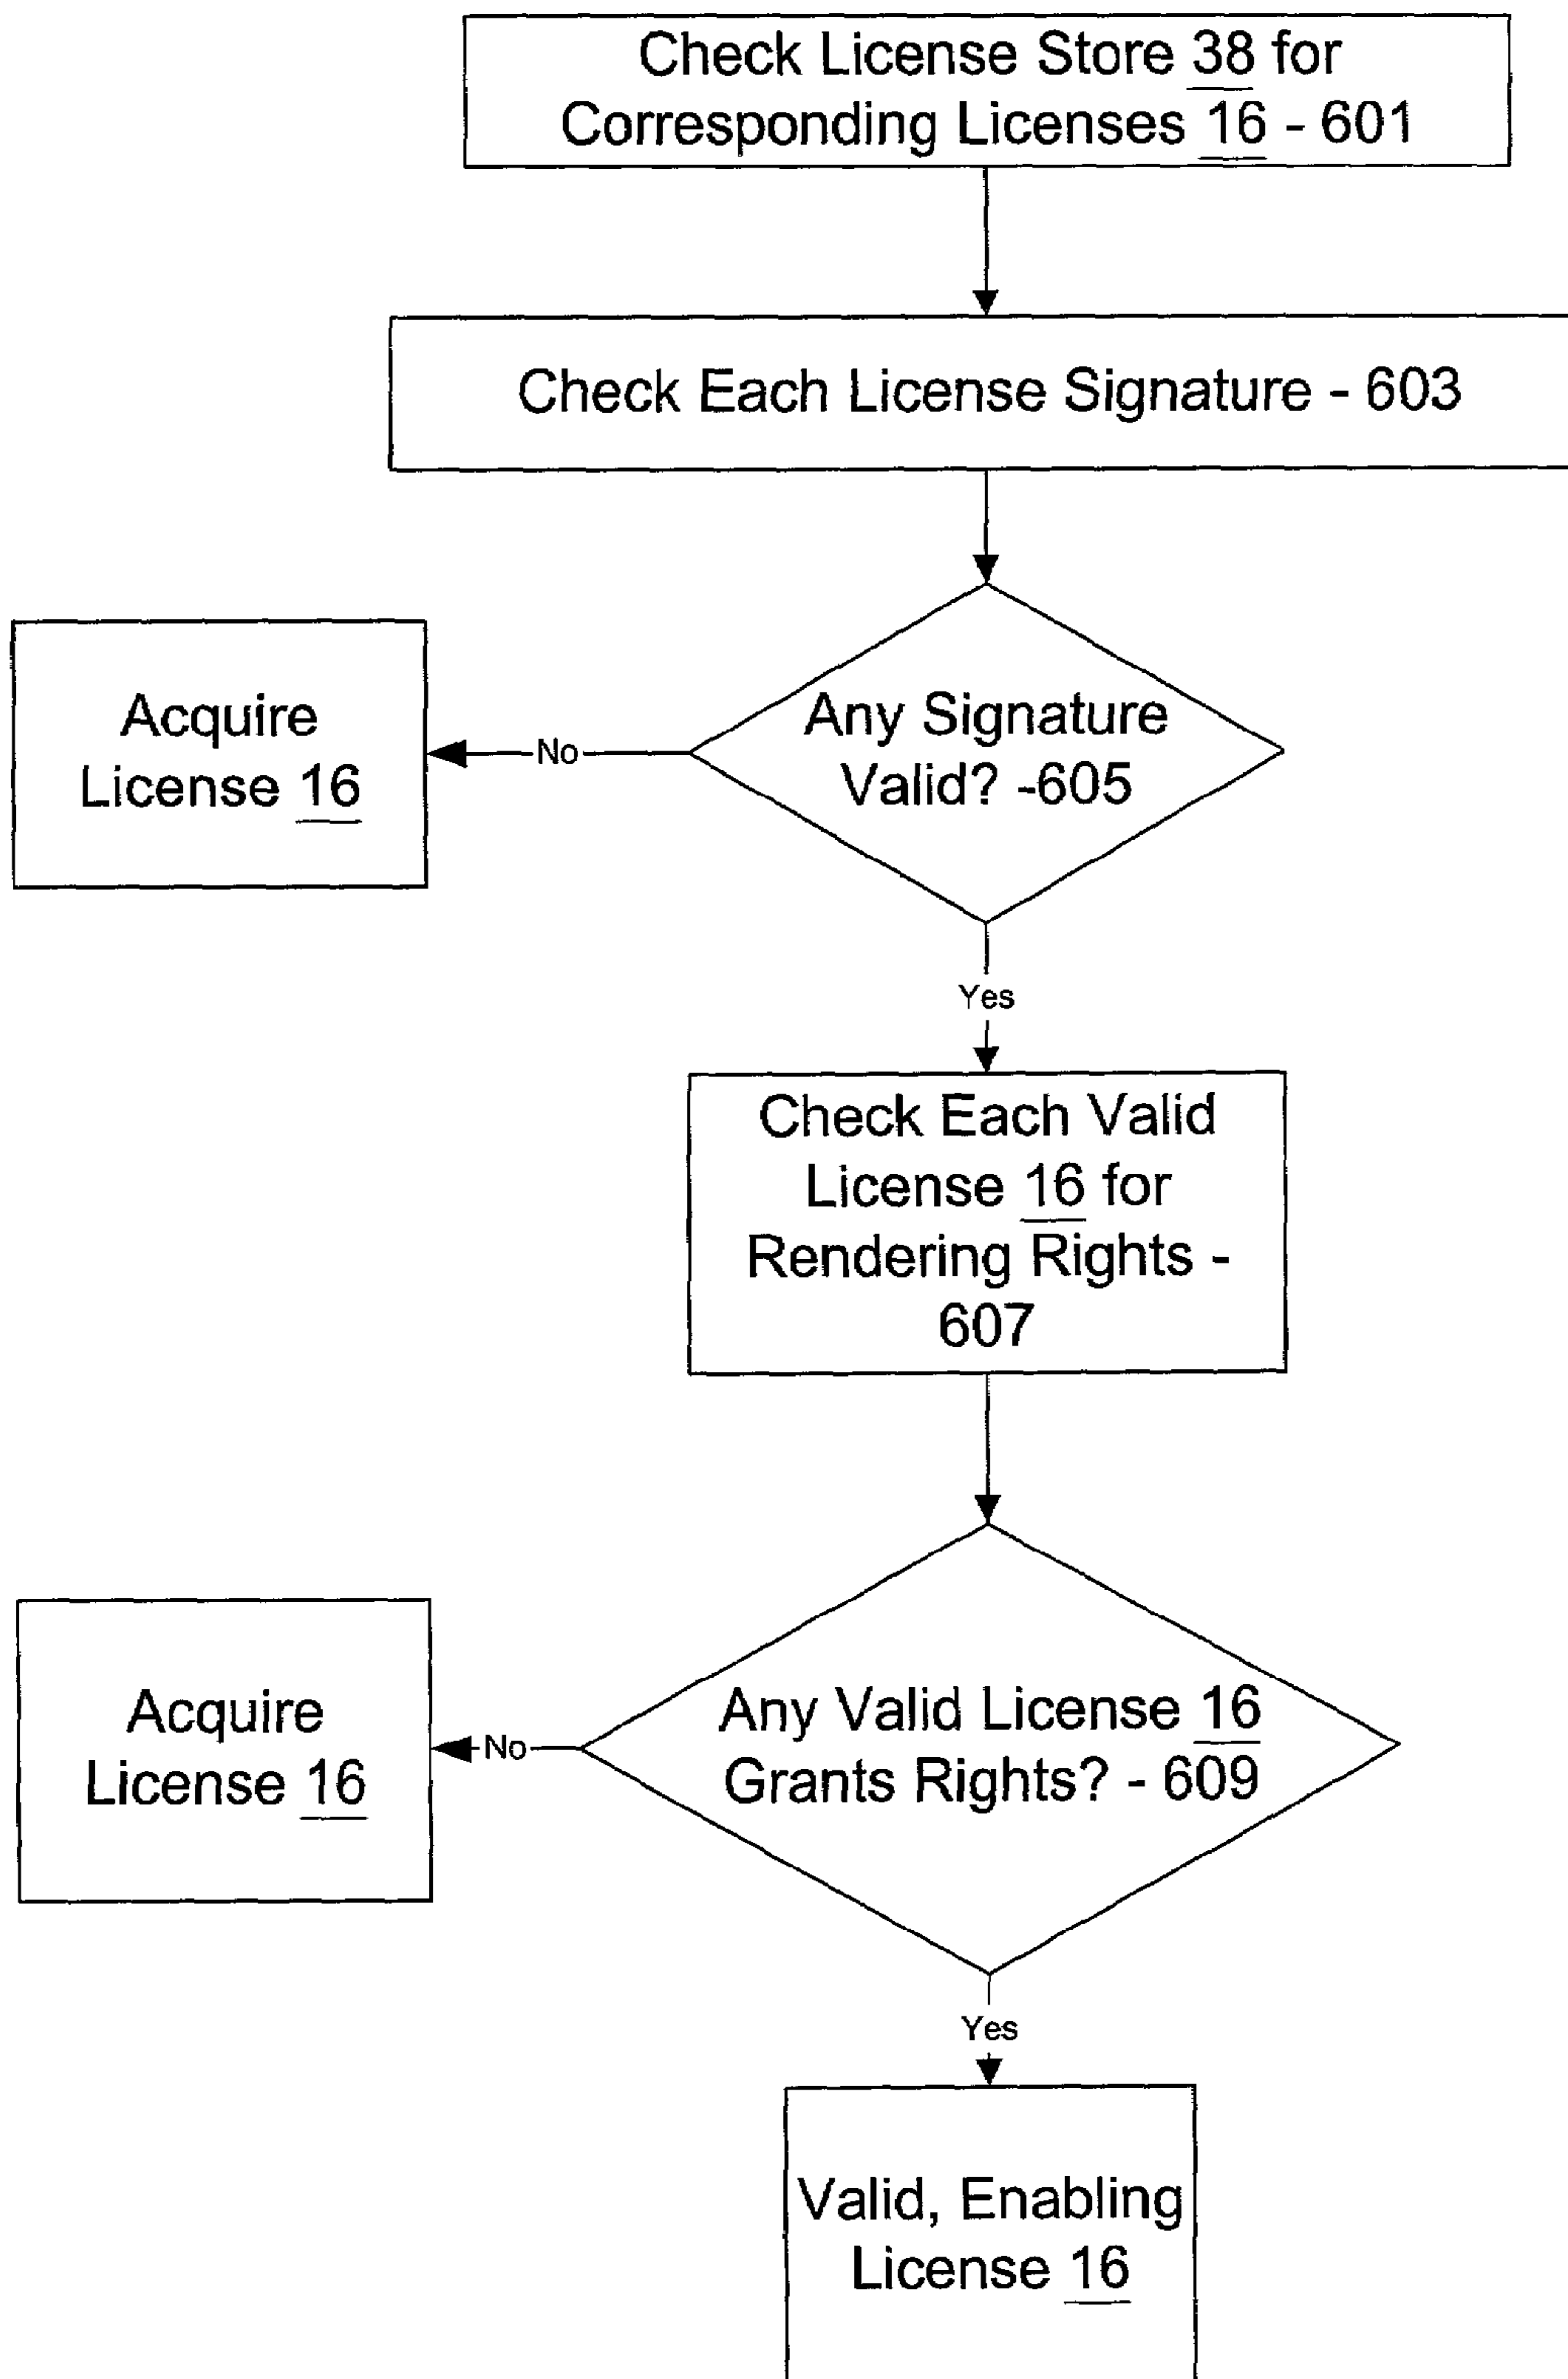 Check License Store 38 for
Corresponding Licenses 16 - 601
Check Each License Signature - 603
Any Signature
Valid? -605
No
Acquire
License 16
Yes
Check Each Valid
License 16 for
Rendering Rights -
607
Any Valid License 16
Grants Rights? - 609
No
Acquire
License 16
Yes
Valid, Enabling
License 16